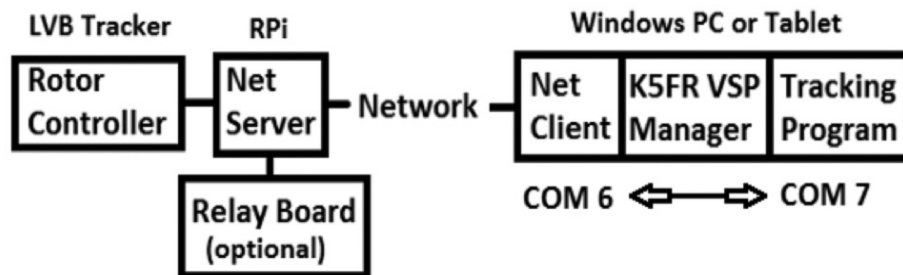 LVB Tracker
RPi
Windows PC or Tablet
Rotor
Controller
Net
Server
Network
Net
Client
K5FR VSP
Manager
Tracking
Program
Relay Board
(optional)
COM 6
COM 7